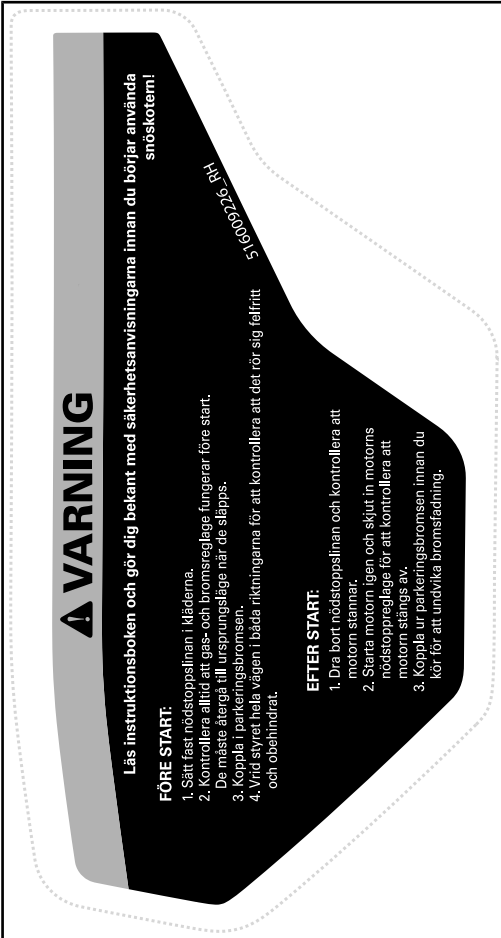 ⚠ VARNING
Läs instruktionsboken och gör dig bekant med säkerhetsanvisningarna innan du börjar använda
snöskotern!
FÖRE START:
1. Sätt fast nödstoppslinan i kläderna.
2. Kontrollera alltid att gas- och bromsreglage fungerar före start.
De måste återgå till ursprungsläge när de släpps.
3. Koppla i parkeringsbromsen.
4. Vrid styret hela vägen i båda riktningarna för att kontrollera att det rör sig felfritt
och obehindrat.
516009226_RH
EFTER START:
1. Dra bort nödstoppslinan och kontrollera att
motorn stannar.
2. Starta motorn igen och skjut in motorns
nödstoppreglage för att kontrollera att
motorn stängs av.
3. Koppla ur parkeringsbromsen innan du
kör för att undvika bromsfadning.